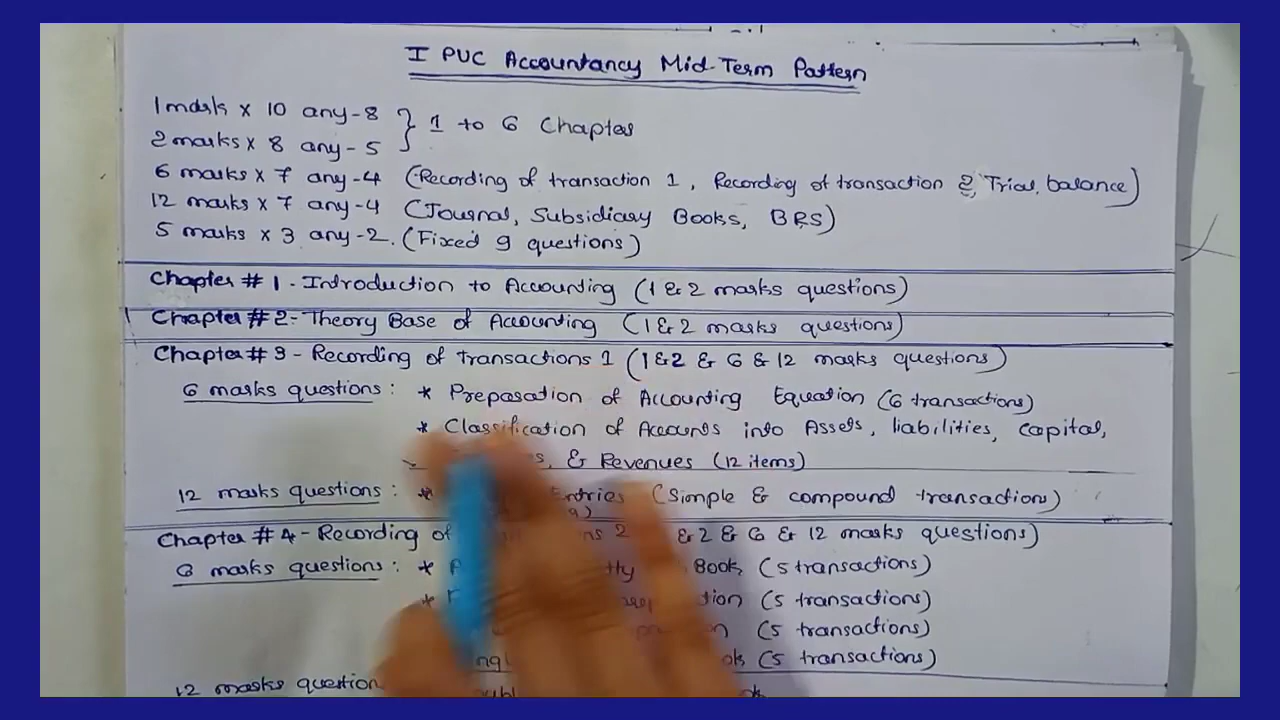 I PUC Accountancy Mid-Term Pattern
1 mark x 10 any-8 } 1 to 6 Chapter
2 marks x 8 any-5
6 marks x 7 any-4 (Recording of transaction 1, Recording of transaction 2, Trial balance)
12 marks x 7 any-4 (Journal, Subsidiary Books, BRS)
5 marks x 3 any-2. (Fixed 9 questions)
Chapter # 1 - Introduction to Accounting (1 & 2 marks questions)
Chapter # 2:- Theory Base of Accounting (1 & 2 marks questions)
Chapter # 3 - Recording of transactions 1 (1 & 2 & 6 & 12 marks questions)
6 marks questions : * Preparation of Accounting Equation (6 transactions)
* Classification of Accounts into Assets, liabilities, capital,
& Revenues (12 items)
12 marks questions : * Entries (Simple & compound transactions)
Chapter # 4 - Recording of 2 & 2 & 6 & 12 marks questions)
6 marks questions : * Book (5 transactions)
* (5 transactions)
(5 transactions)
(5 transactions)
12 marks question